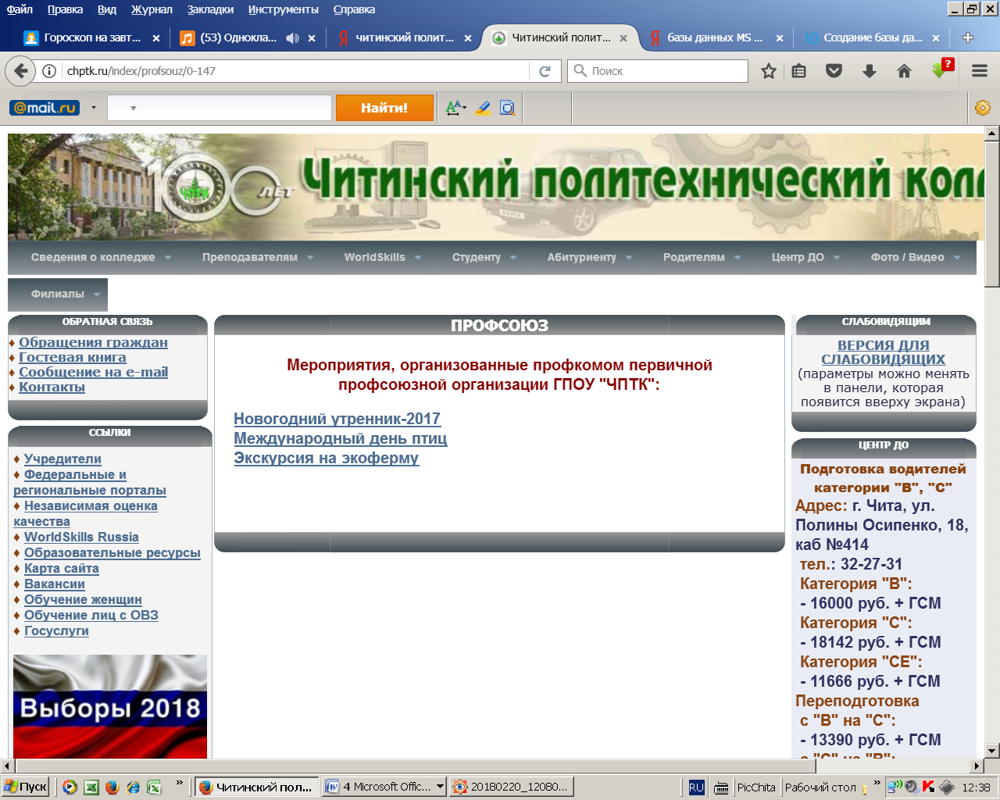 Файл Правка Вид Журнал Закладки Инструменты Справка
Гороскоп на завт... (53) Однокла... читинский полит... Читинский полит... базы данных MS ... Создание базы да...
chptk.ru/index/profsouz/0-147 Поиск
@mail.ru Найти!
100 ЛЕТ ЧПТК Читинский политехнический кол
Сведения о колледже Преподавателям WorldSkills Студенту Абитуриенту Родителям Центр ДО Фото / Видео
Филиалы
ОБРАТНАЯ СВЯЗЬ
♦ Обращения граждан
♦ Гостевая книга
♦ Сообщение на e-mail
♦ Контакты
ССЫЛКИ
♦ Учредители
♦ Федеральные и
региональные порталы
♦ Независимая оценка
качества
♦ WorldSkills Russia
♦ Образовательные ресурсы
♦ Карта сайта
♦ Вакансии
♦ Обучение женщин
♦ Обучение лиц с ОВЗ
♦ Госуслуги
Выборы 2018
ПРОФСОЮЗ
Мероприятия, организованные профкомом первичной
профсоюзной организации ГПОУ "ЧПТК":
Новогодний утренник-2017
Международный день птиц
Экскурсия на экоферму
СЛАБОВИДЯЩИМ
ВЕРСИЯ ДЛЯ
СЛАБОВИДЯЩИХ
(параметры можно менять
в панели, которая
появится вверху экрана)
ЦЕНТР ДО
Подготовка водителей
категории "В", "С"
Адрес: г. Чита, ул.
Полины Осипенко, 18,
каб №414
тел.: 32-27-31
Категория "В":
- 16000 руб. + ГСМ
Категория "С":
- 18142 руб. + ГСМ
Категория "СЕ":
- 11666 руб. + ГСМ
Переподготовка
с "В" на "С":
- 13390 руб. + ГСМ
с "С" на "В":
Пуск Читинский пол... 4 Microsoft Offic... 20180220_12080... RU PicChita Рабочий стол 12:38